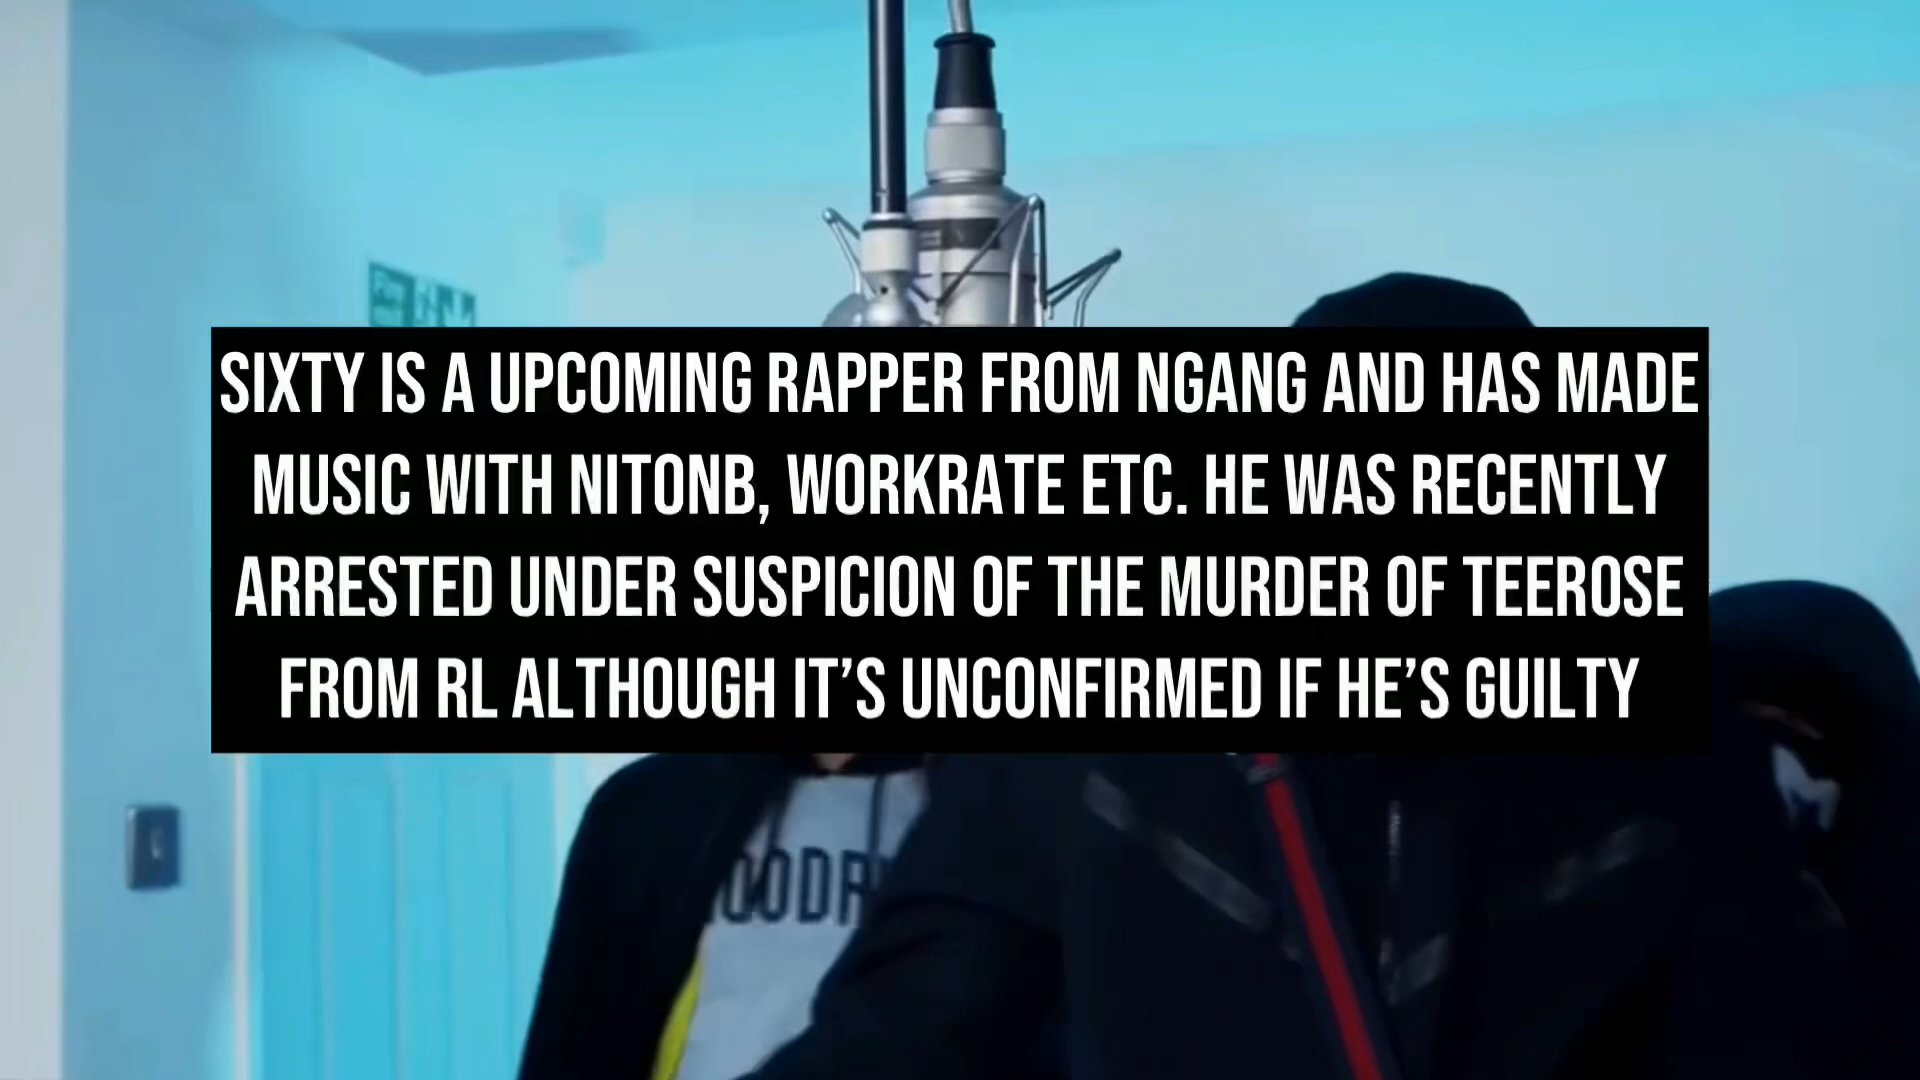 SIXTY IS A UPCOMING RAPPER FROM NGANG AND HAS MADE
MUSIC WITH NITONB, WORKRATE ETC. HE WAS RECENTLY
ARRESTED UNDER SUSPICION OF THE MURDER OF TEEROSE
FROM RL ALTHOUGH IT'S UNCONFIRMED IF HE'S GUILTY